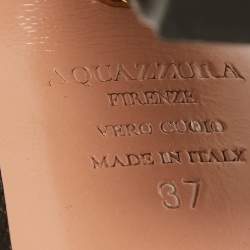 AQUAZZURA
FIRENZE
VERO CUOIO
MADE IN ITALY
37